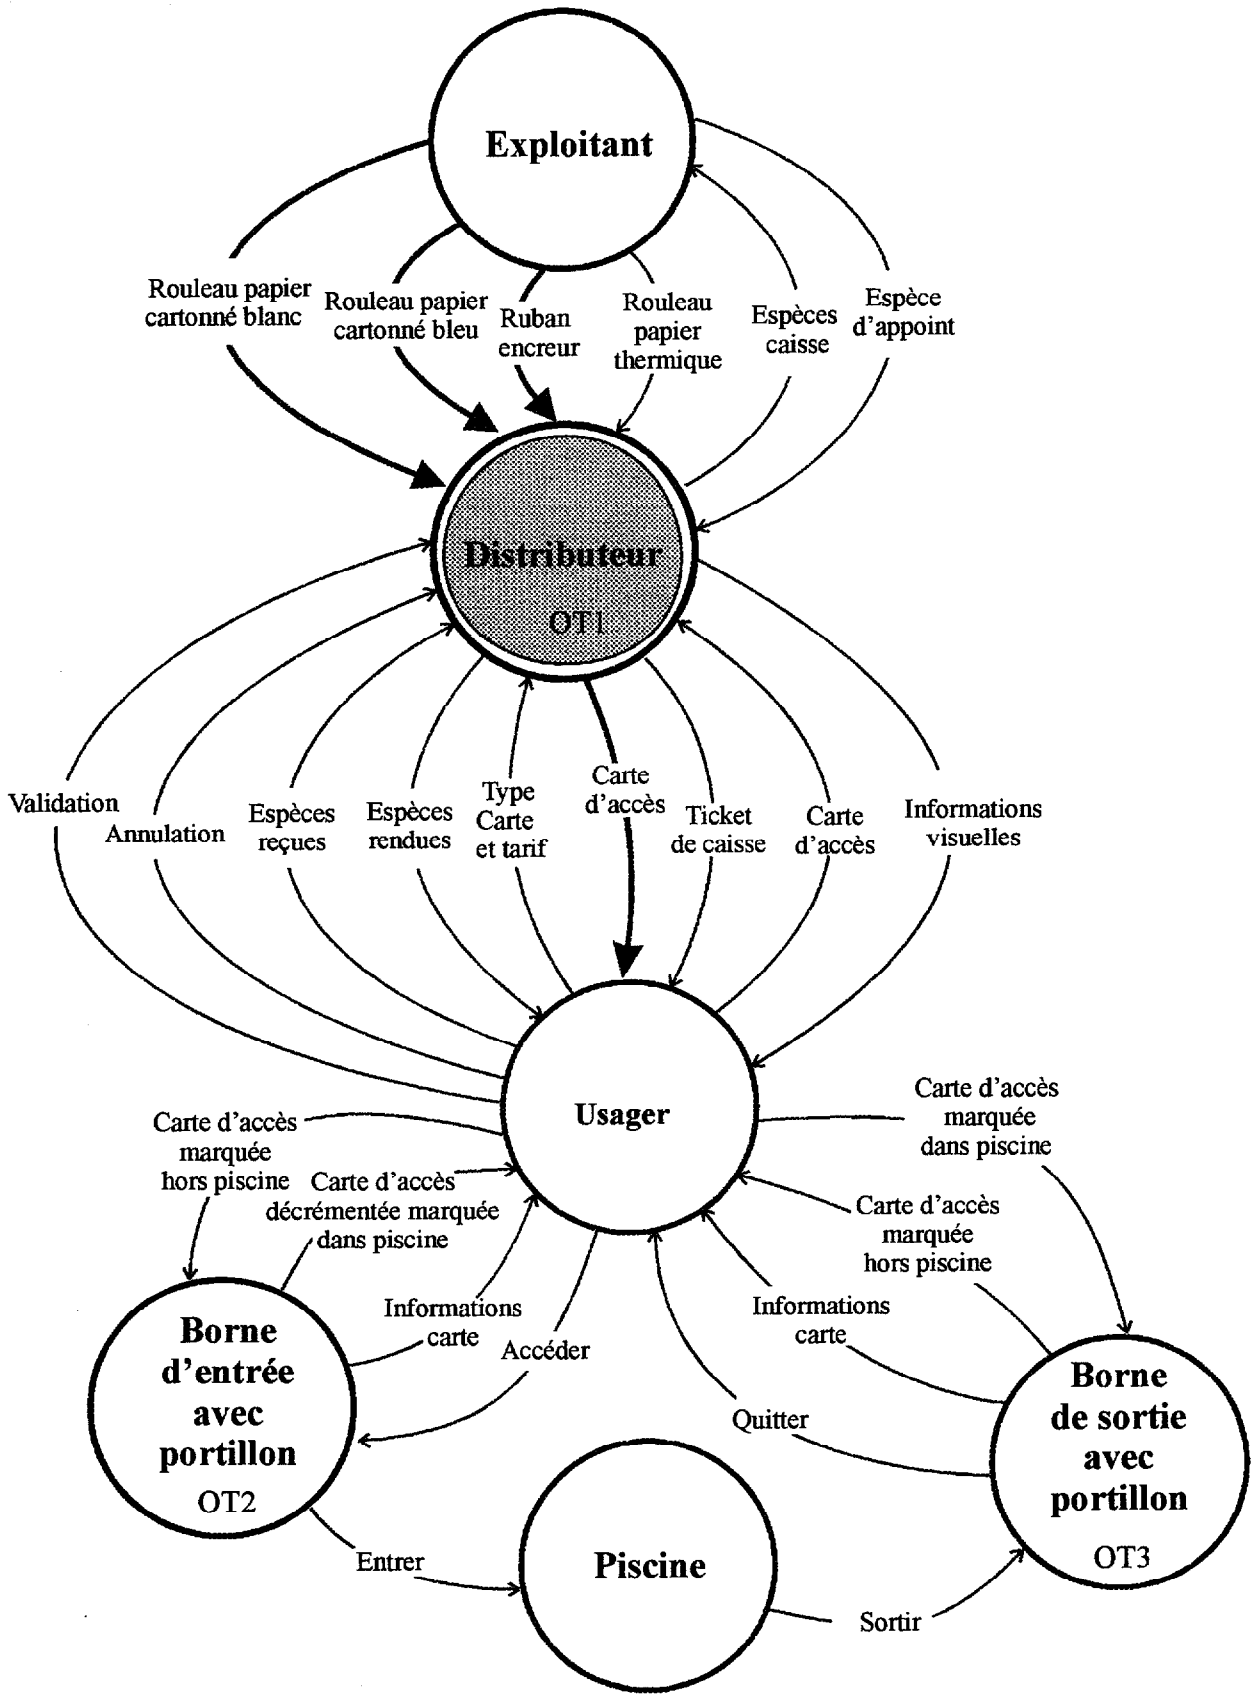 Exploitant
Rouleau papier
cartonné blanc
Rouleau papier
cartonné bleu
Ruban
encreur
Rouleau
papier
thermique
Espèces
caisse
Espèce
d'appoint
Distributeur
OT1
Validation
Annulation
Espèces
reçues
Espèces
rendues
Type
Carte
et tarif
Carte
d'accès
Ticket
de caisse
Carte
d'accès
Informations
visuelles
Usager
Carte d'accès
marquée
hors piscine
Carte d'accès
décrémentée marquée
dans piscine
Informations
carte
Accéder
Carte d'accès
marquée
dans piscine
Carte d'accès
marquée
hors piscine
Informations
carte
Quitter
Borne
d'entrée
avec
portillon
OT2
Borne
de sortie
avec
portillon
OT3
Entrer
Piscine
Sortir